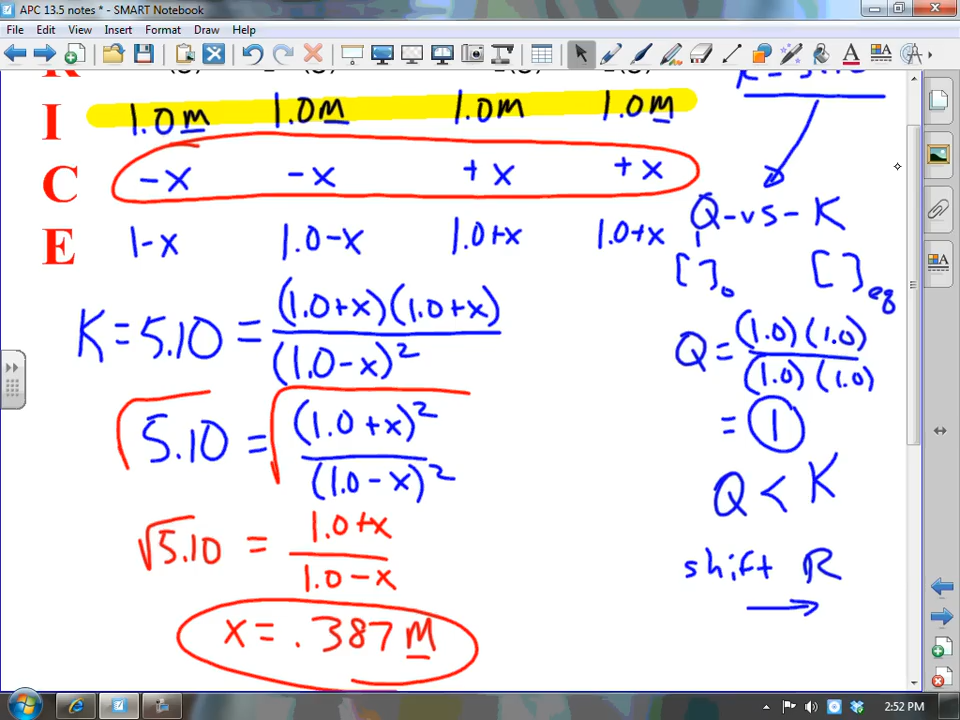 APC 13.5 notes * - SMART Notebook
File Edit View Insert Format Draw Help
I 1.0m 1.0m 1.0m 1.0m
C -x -x +x +x
E 1-x 1.0-x 1.0+x 1.0+x
K = 5.10 = (1.0+x)(1.0+x)
(1.0-x)²
5.10 = √(1.0+x)²
(1.0-x)²
√5.10 = 1.0+x
1.0-x
x = .387 M
Q-vs-K
[ ]₀ [ ]eq
Q = (1.0)(1.0)
(1.0)(1.0)
= 1
Q < K
shift R
→
2:52 PM